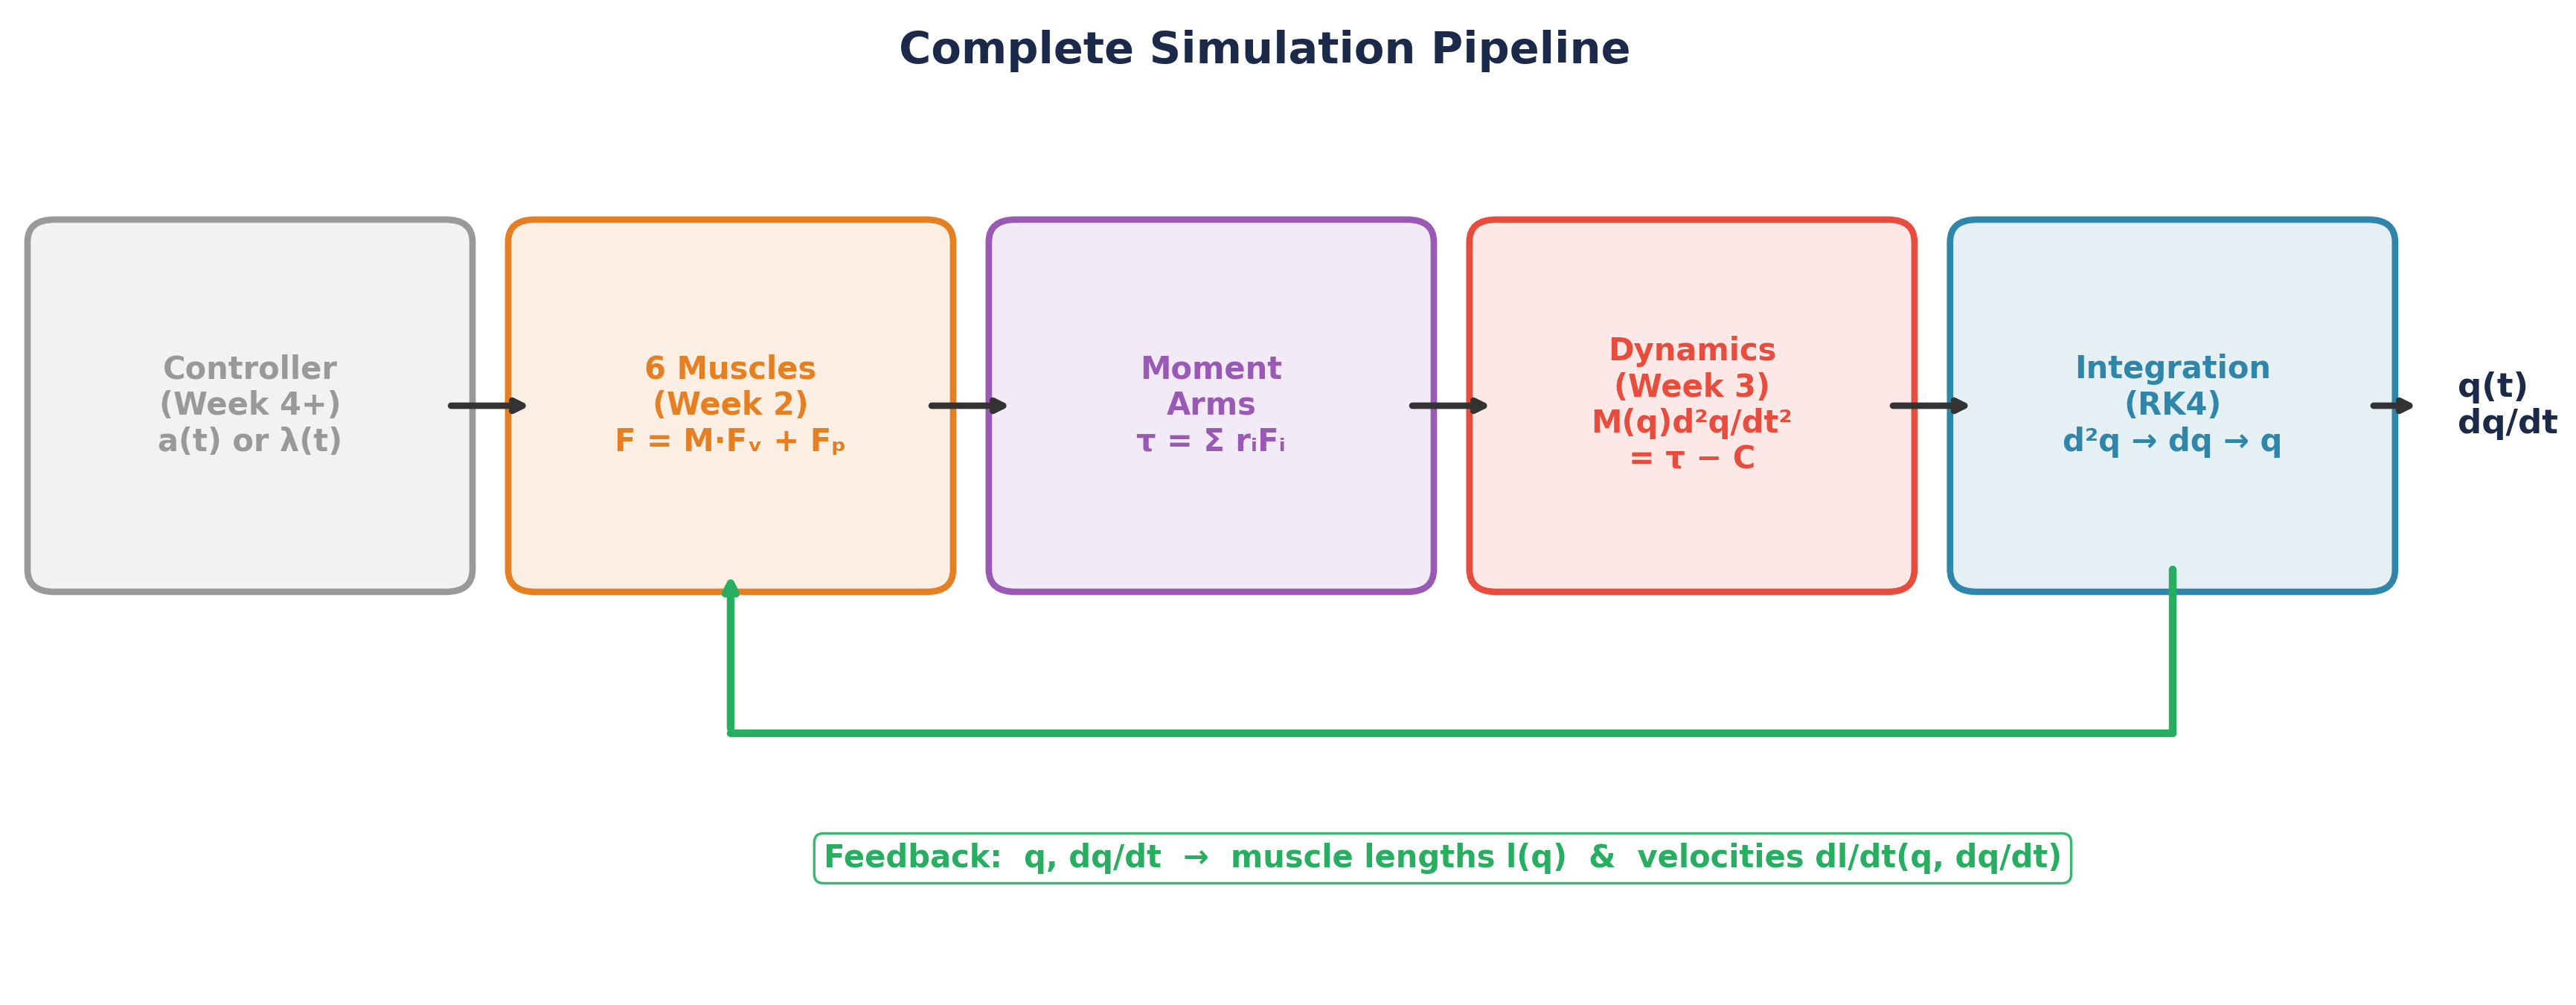 Complete Simulation Pipeline
Controller
(Week 4+)
a(t) or λ(t)
6 Muscles
(Week 2)
F = M·Fᵥ + Fₚ
Moment
Arms
τ = Σ rᵢFᵢ
Dynamics
(Week 3)
M(q)d²q/dt²
= τ − C
Integration
(RK4)
d²q → dq → q
q(t)
dq/dt
Feedback:  q, dq/dt  →  muscle lengths l(q)  &  velocities dl/dt(q, dq/dt)